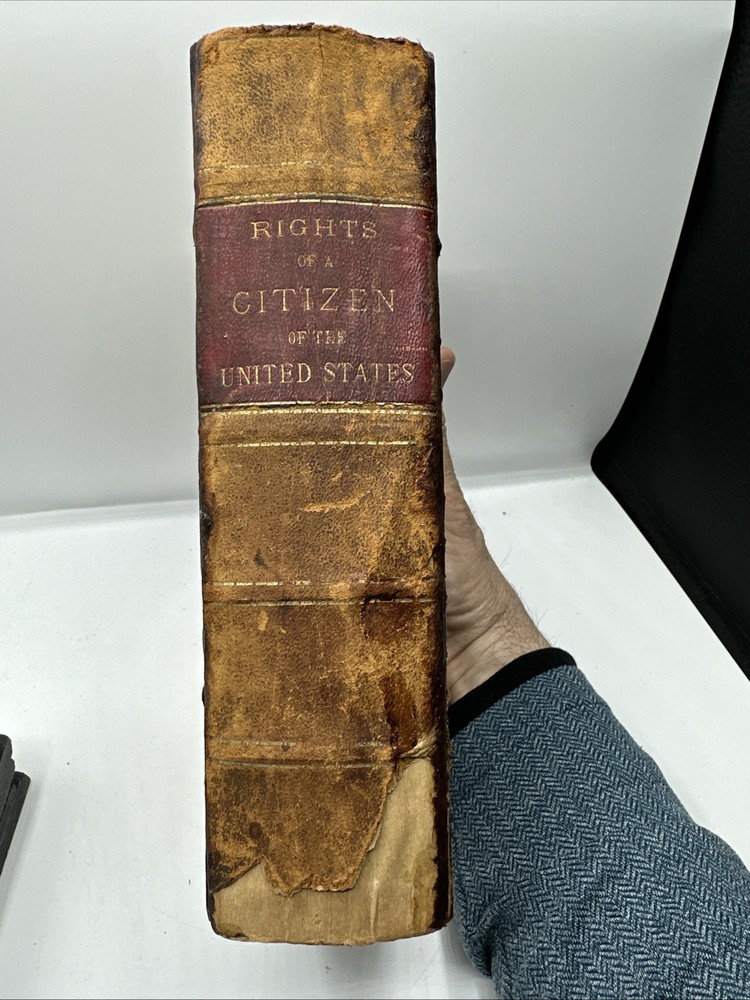 RIGHTS
OF A
CITIZEN
OF THE
UNITED STATES